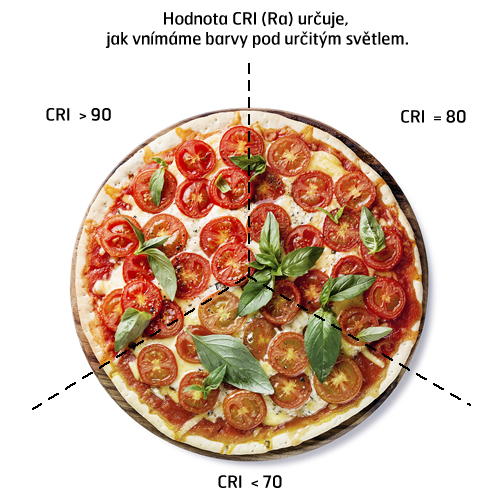 Hodnota CRI (Ra) určuje,
jak vnímáme barvy pod určitým světlem.
CRI > 90
CRI = 80
CRI < 70